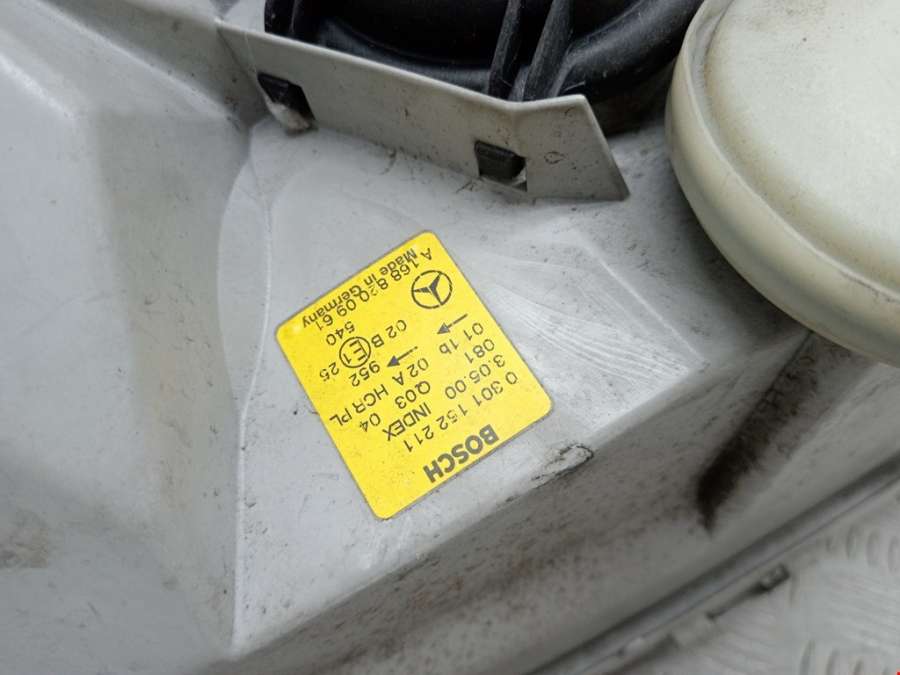 BOSCH
0 301 152 211
3.05.00 INDEX
081 Q03 04
01 1b 02A HCR PL
952
02 B E1 25
540
A 168 820 09 61
Made in Germany